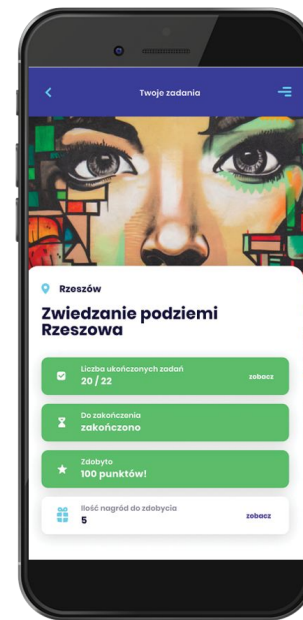 Twoje zadania
Rzeszów
Zwiedzanie podziemi
Rzeszowa
Liczba ukończonych zadań
20 / 22
zobacz
Do zakończenia
zakończono
Zdobyto
100 punktów!
Ilość nagród do zdobycia
5
zobacz